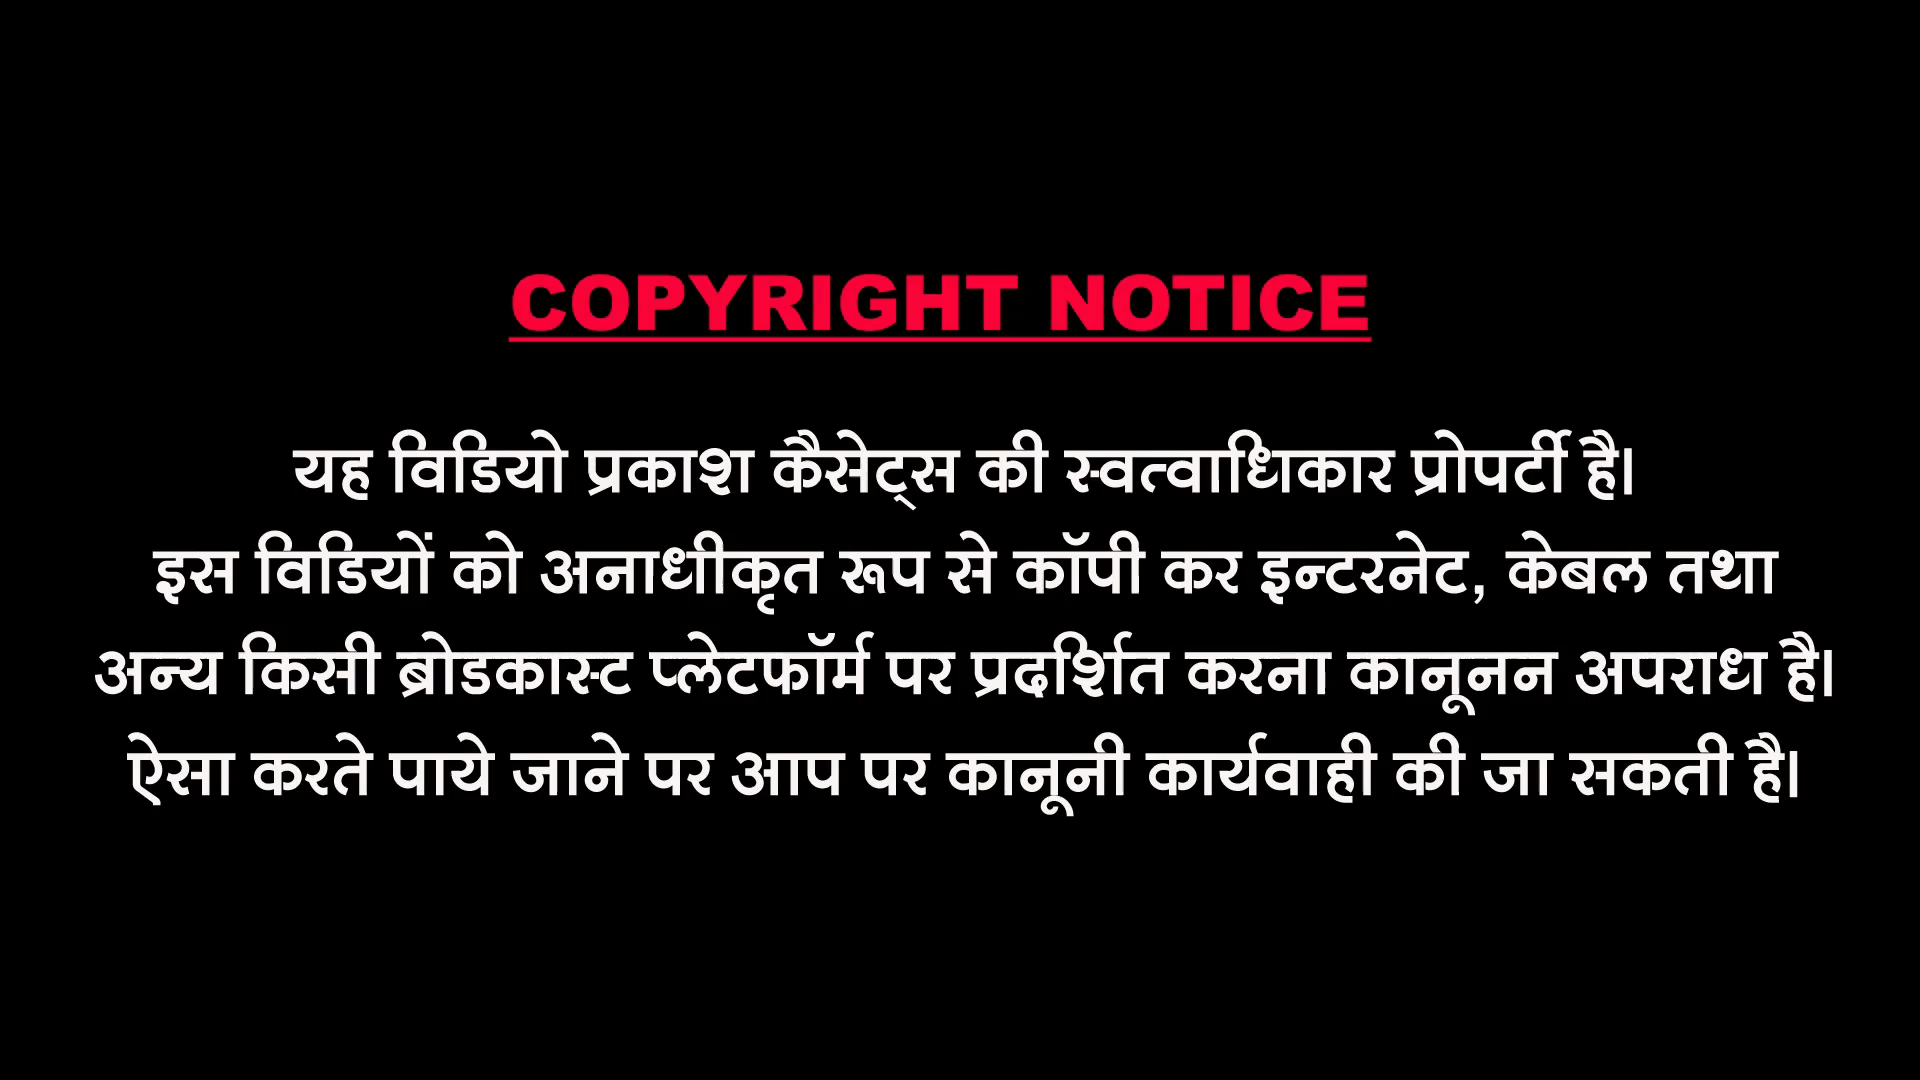 COPYRIGHT NOTICE
यह विडियो प्रकाश कैसेट्स की स्वत्वाधिकार प्रोपर्टी है।
इस विडियों को अनाधीकृत रूप से कॉपी कर इन्टरनेट, केबल तथा
अन्य किसी ब्रोडकास्ट प्लेटफॉर्म पर प्रदर्शित करना कानूनन अपराध है।
ऐसा करते पाये जाने पर आप पर कानूनी कार्यवाही की जा सकती है।